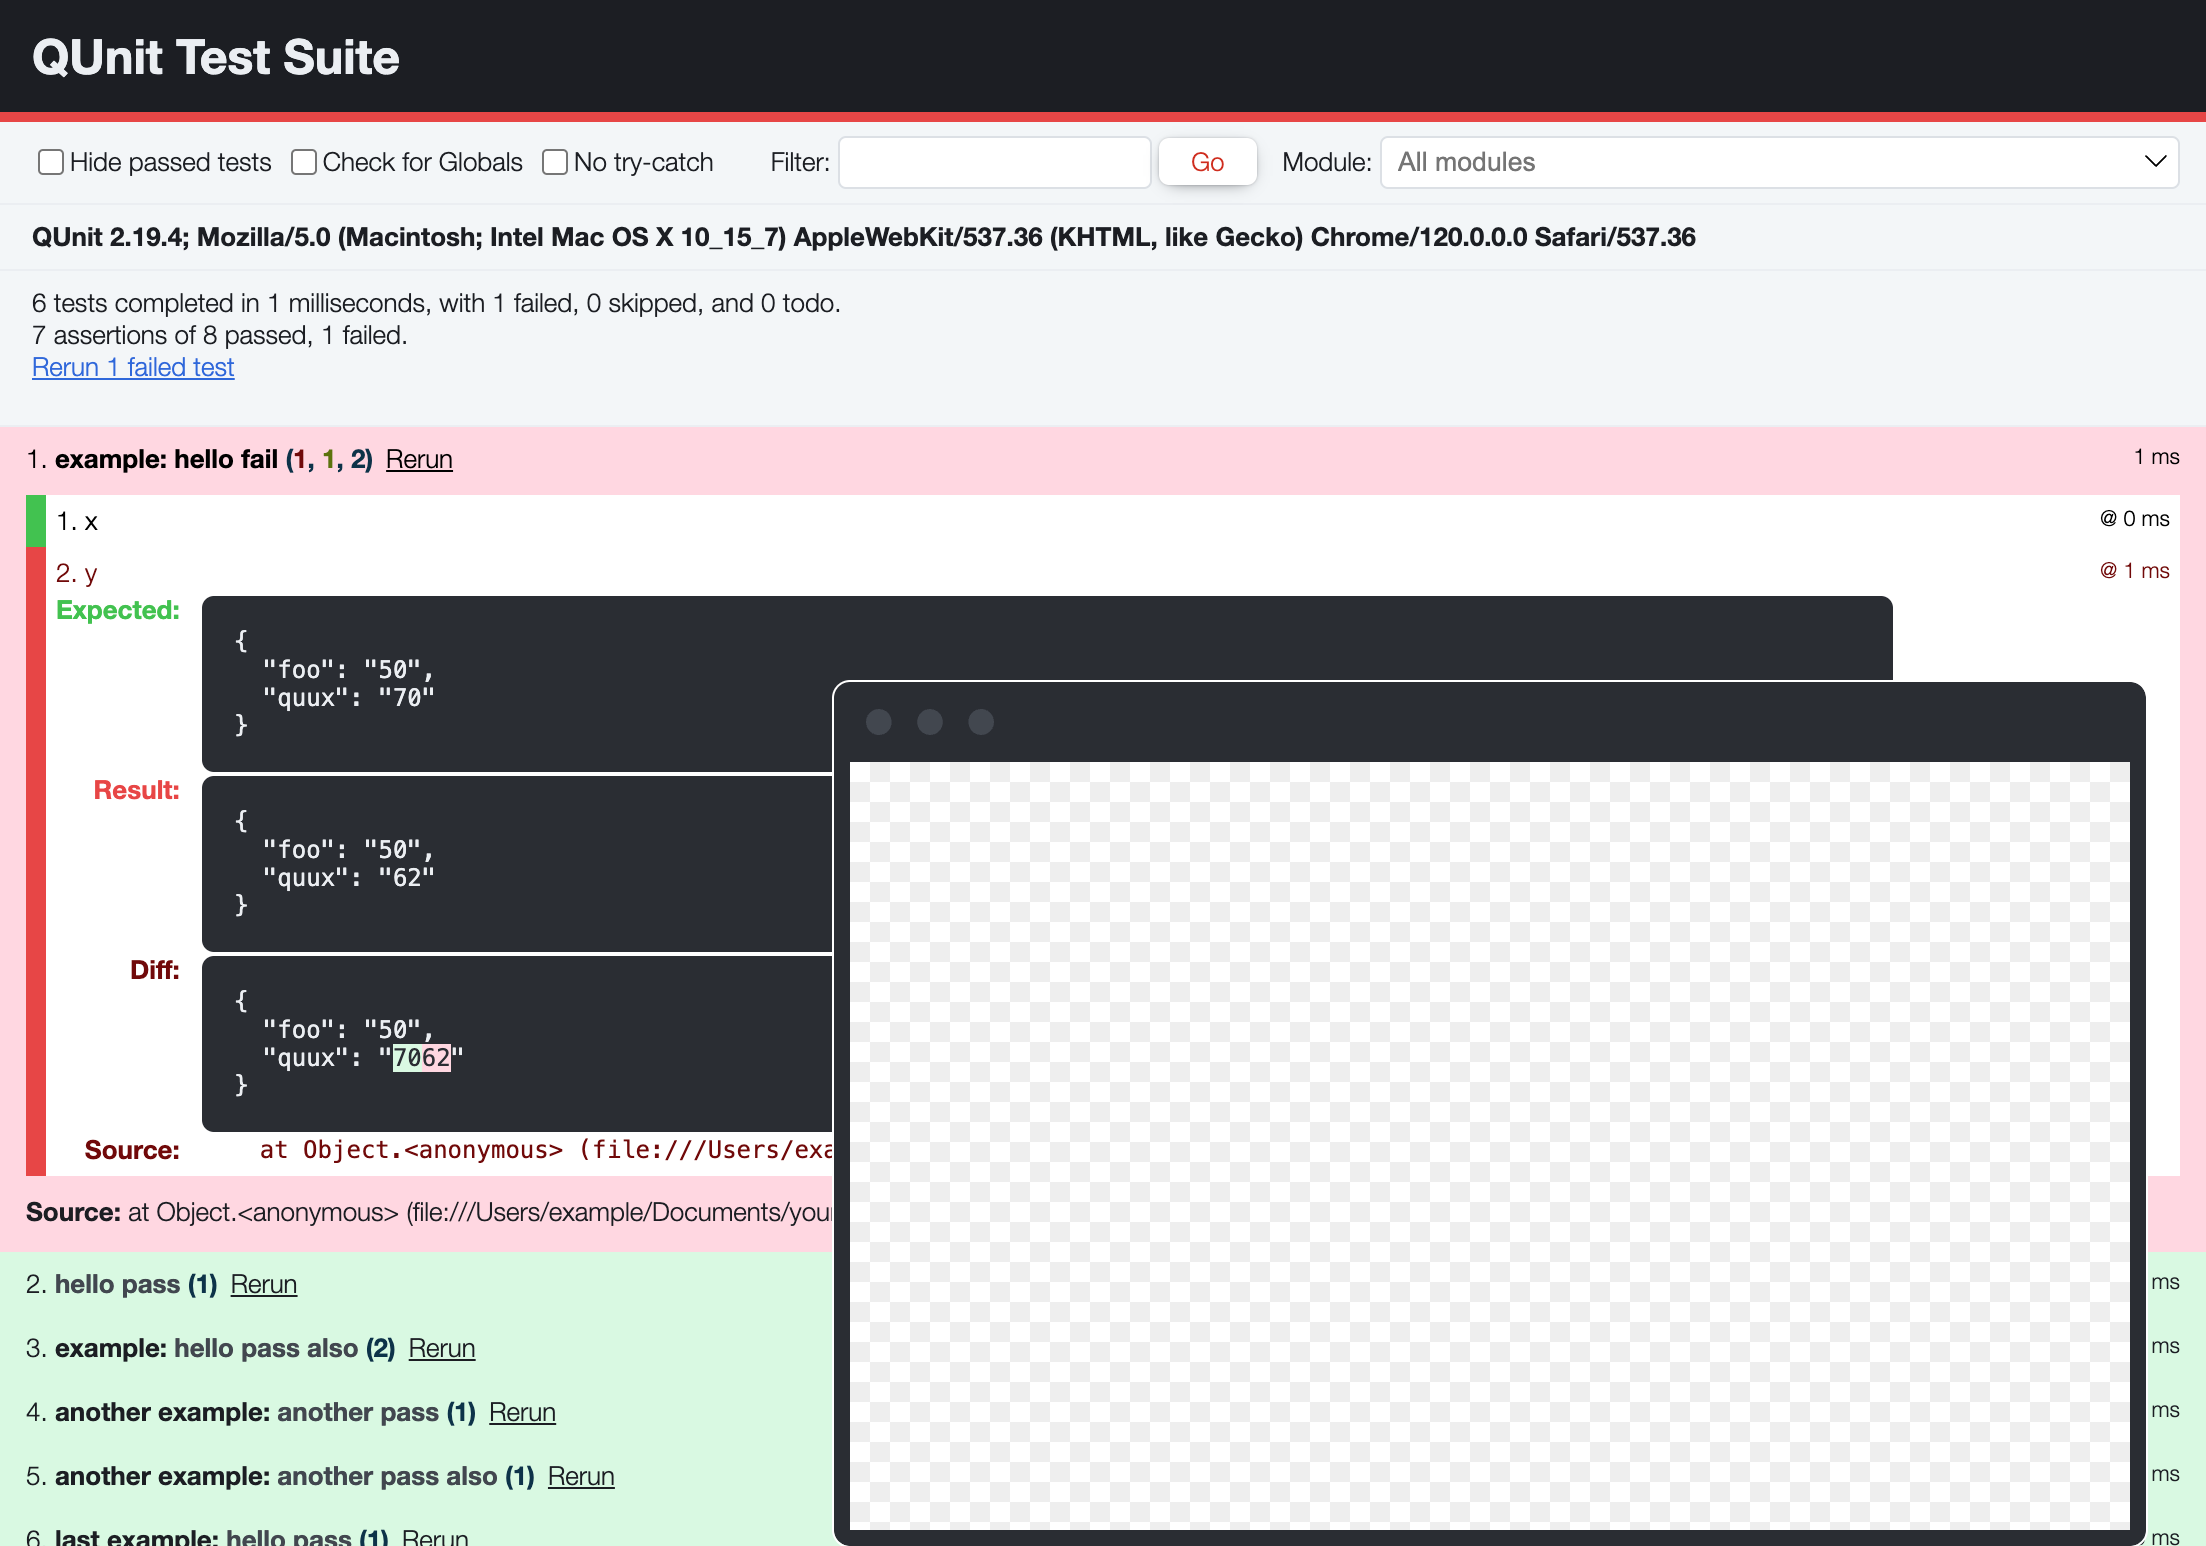 QUnit Test Suite
Hide passed tests Check for Globals No try-catch Filter: Go Module: All modules
QUnit 2.19.4; Mozilla/5.0 (Macintosh; Intel Mac OS X 10_15_7) AppleWebKit/537.36 (KHTML, like Gecko) Chrome/120.0.0.0 Safari/537.36
6 tests completed in 1 milliseconds, with 1 failed, 0 skipped, and 0 todo.
7 assertions of 8 passed, 1 failed.
Rerun 1 failed test
1. example: hello fail (1, 1, 2) Rerun 1 ms
1. x @ 0 ms
2. y @ 1 ms
Expected:
{
"foo": "50",
"quux": "70"
}
Result:
{
"foo": "50",
"quux": "62"
}
Diff:
{
"foo": "50",
"quux": "7062"
}
Source: at Object.<anonymous> (file:///Users/exa
Source: at Object.<anonymous> (file:///Users/example/Documents/you
2. hello pass (1) Rerun ms
3. example: hello pass also (2) Rerun ms
4. another example: another pass (1) Rerun ms
5. another example: another pass also (1) Rerun ms
6. last example: hello pass (1) Rerun ms